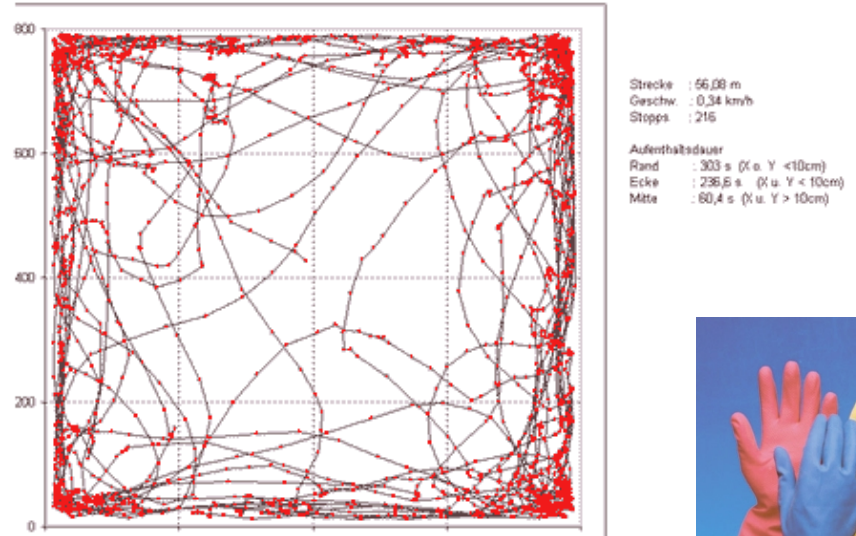 800
600
400
200
0
Strecke : 56,08 m
Geschw. : 0,34 km/h
Stopps : 216
Aufenthaltsdauer
Rand : 303 s (X o. Y <10cm)
Ecke : 236,6 s (X u. Y < 10cm)
Mitte : 60,4 s (X u. Y > 10cm)